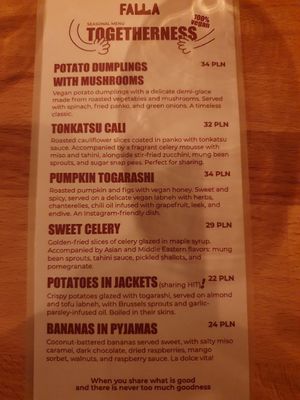 FALLA
SEASONAL MENU
TOGETHERNESS
100%
vegan
POTATO DUMPLINGS 34 PLN
WITH MUSHROOMS
Vegan potato dumplings with a delicate demi-glace
made from roasted vegetables and mushrooms. Served
with spinach, fried panko, and green onions. A timeless
classic.
TONKATSU CALI 32 PLN
Roasted cauliflower slices coated in panko with tonkatsu
sauce. Accompanied by a fragrant celery mousse with
miso and tahini, alongside stir-fried zucchini, mung bean
sprouts, and sugar snap peas. Perfect for sharing.
PUMPKIN TOGARASHI 34 PLN
Roasted pumpkin and figs with vegan honey. Sweet and
spicy, served on a delicate vegan labneh with herbs,
chanterelles, chili oil infused with grapefruit, leek, and
endive. An Instagram-friendly dish.
SWEET CELERY 29 PLN
Golden-fried slices of celery glazed in maple syrup.
Accompanied by Asian and Middle Eastern flavors: mung
bean sprouts, tahini sauce, pickled shallots, and
pomegranate.
POTATOES IN JACKETS (sharing HIT)! 22 PLN
Crispy potatoes glazed with togarashi, served on almond
and tofu labneh, with Brussels sprouts and garlic-
parsley-infused oil. Boiled in their skins.
BANANAS IN PYJAMAS 24 PLN
Coconut-battered bananas served sweet, with salty miso
caramel, dark chocolate, dried raspberries, mango
sorbet, walnuts, and raspberry sauce. La dolce vita!
When you share what is good
and there is never too much goodness